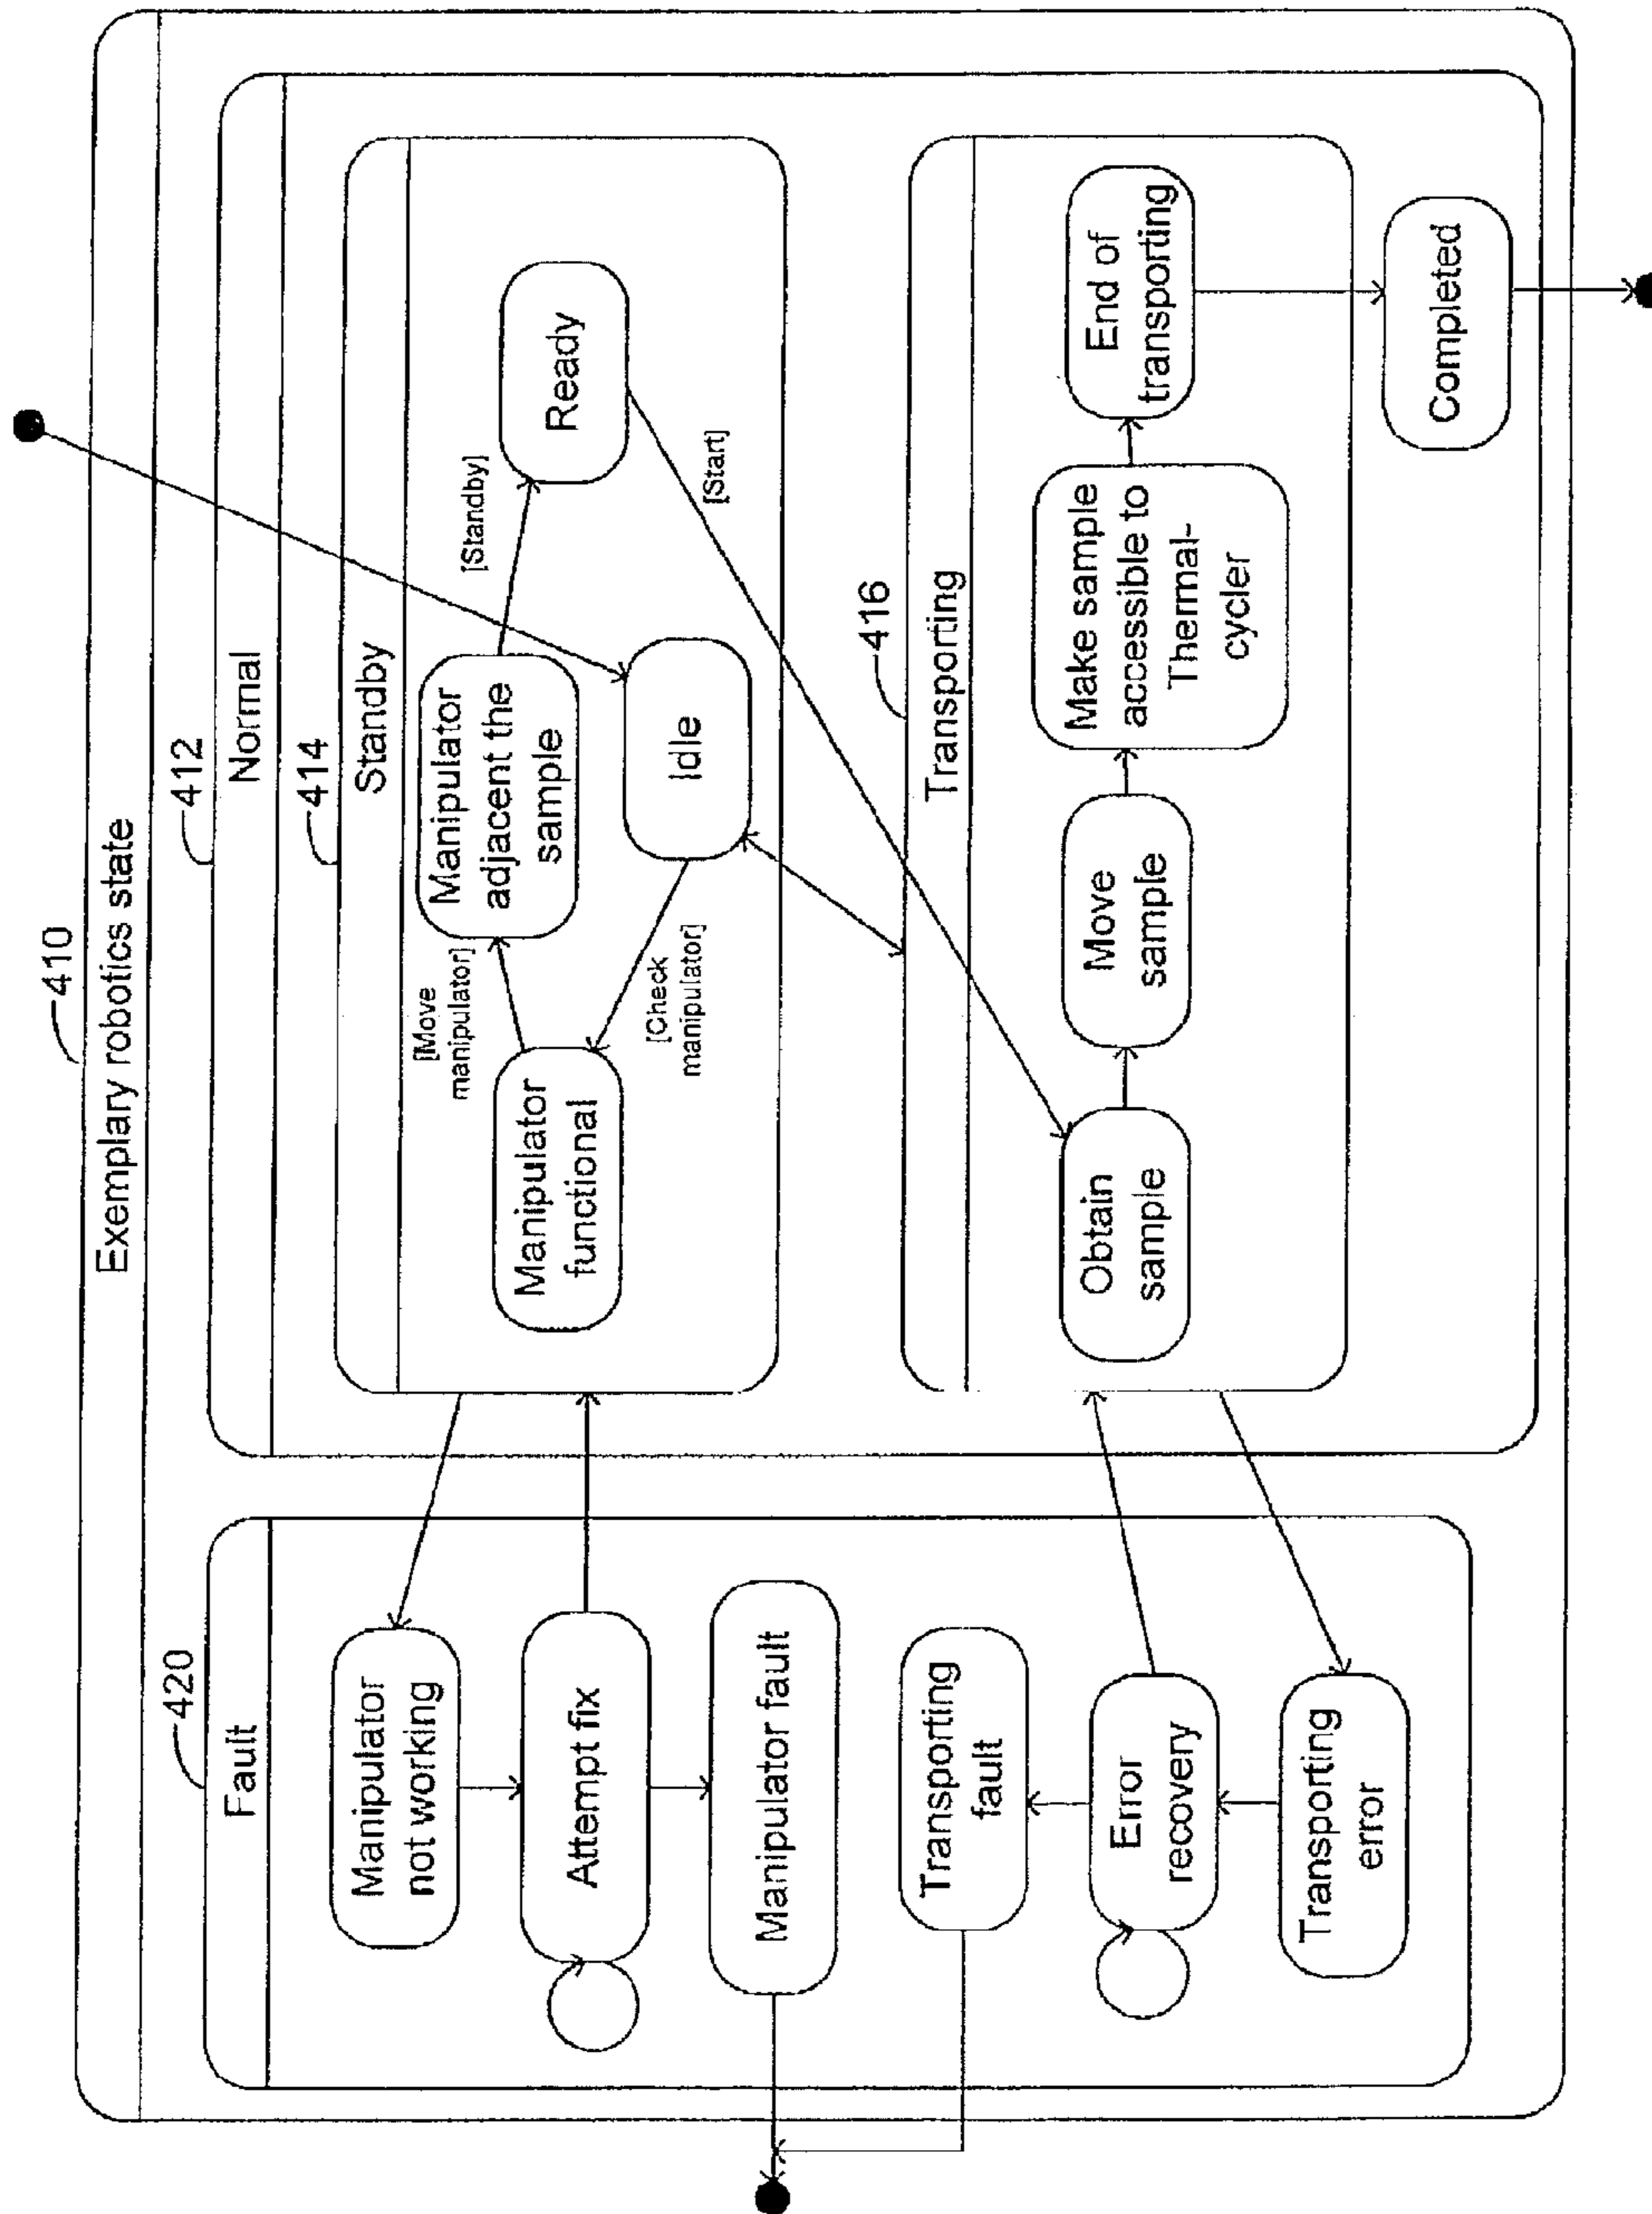 410
Exemplary robotics state
420
Fault
Manipulator
not working
Attempt fix
Manipulator fault
Transporting
fault
Error
recovery
Transporting
error
412
Normal
414
Standby
Manipulator
functional
[Move
manipulator]
Manipulator
adjacent the
sample
[Standby]
Ready
Idle
[Check
manipulator]
[Start]
416
Transporting
Obtain
sample
Move
sample
Make sample
accessible to
Thermal-
cycler
End of
transporting
Completed